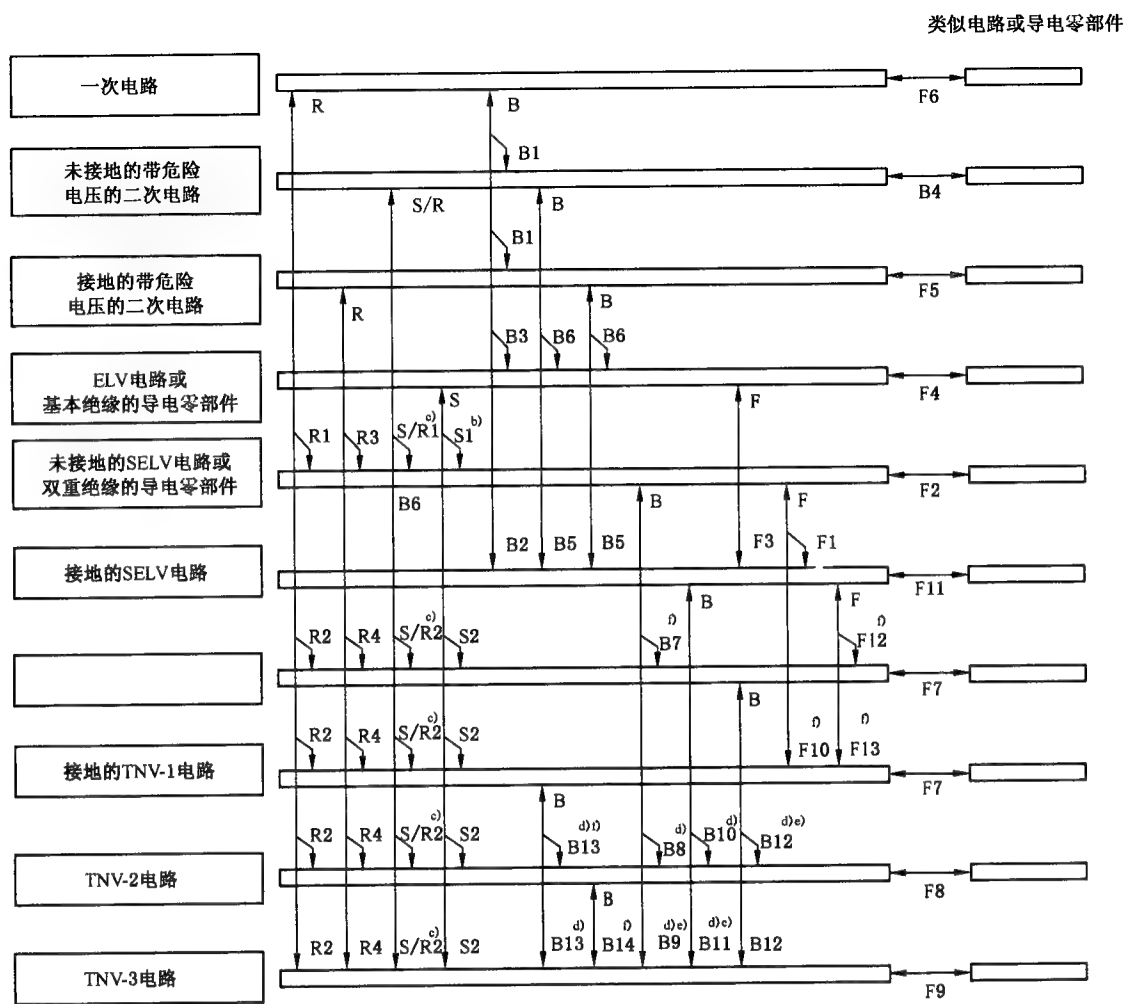 类似电路或导电零部件
一次电路
R
B
F6
B1
未接地的带危险
电压的二次电路
S/R
B
B4
B1
接地的带危险
电压的二次电路
R
B
F5
B3
B6
B6
ELV电路或
基本绝缘的导电零部件
S
F
F4
R1
R3
S/R1 c)
S1 b)
未接地的SELV电路或
双重绝缘的导电零部件
B6
B
F
F2
B2
B5
B5
F3
F1
接地的SELV电路
B
F
F11
R2
R4
S/R2 c)
S2
B7 f)
F12 f)
B
F7
R2
R4
S/R2 c)
S2
F10 f)
F13 f)
接地的TNV-1电路
B
F7
R2
R4
S/R2 c)
S2
B13 d)f)
B8 d)
B10 d)
B12 d)e)
TNV-2电路
B
F8
R2
R4
S/R2 c)
S2
B13 d)
B14 f)
B9 d)e)
B11 d)e)
B12
TNV-3电路
F9